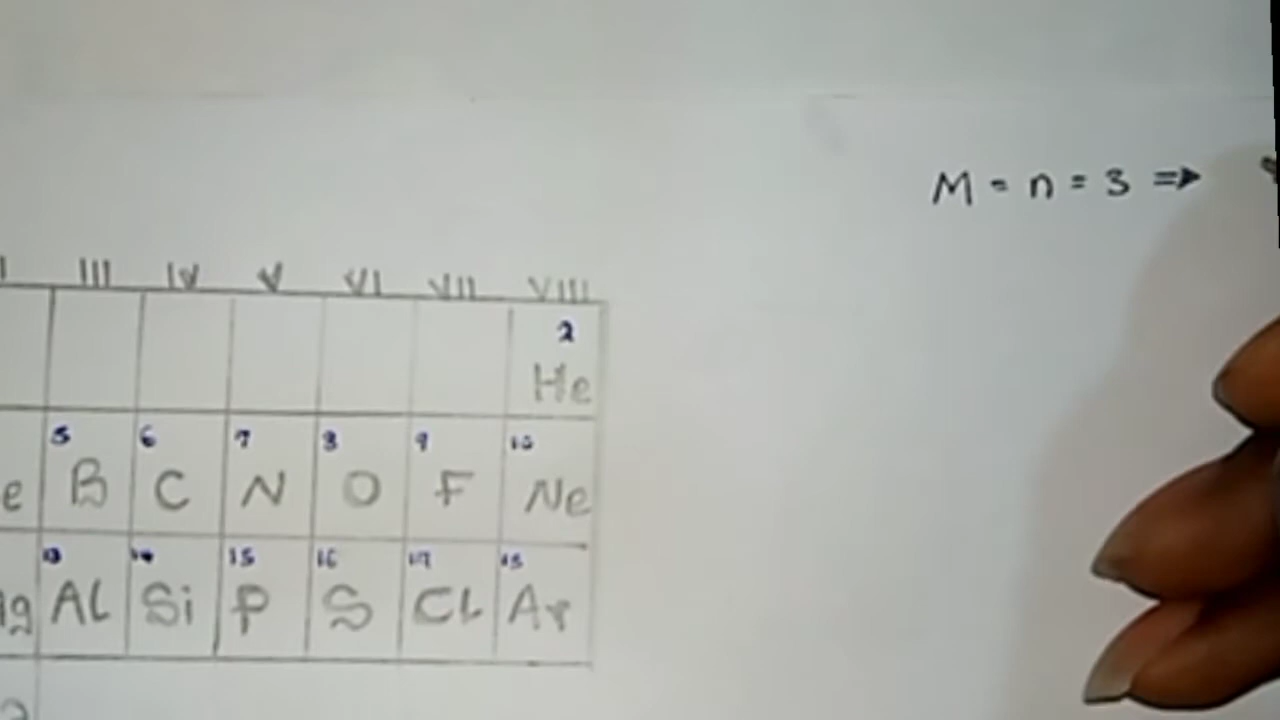 M = n = 3 ⇒
I III IV V VI VII VIII
2
He
5 6 7 8 9 10
e B C N O F Ne
13 14 15 16 17 18
g AL Si P S CL Ar